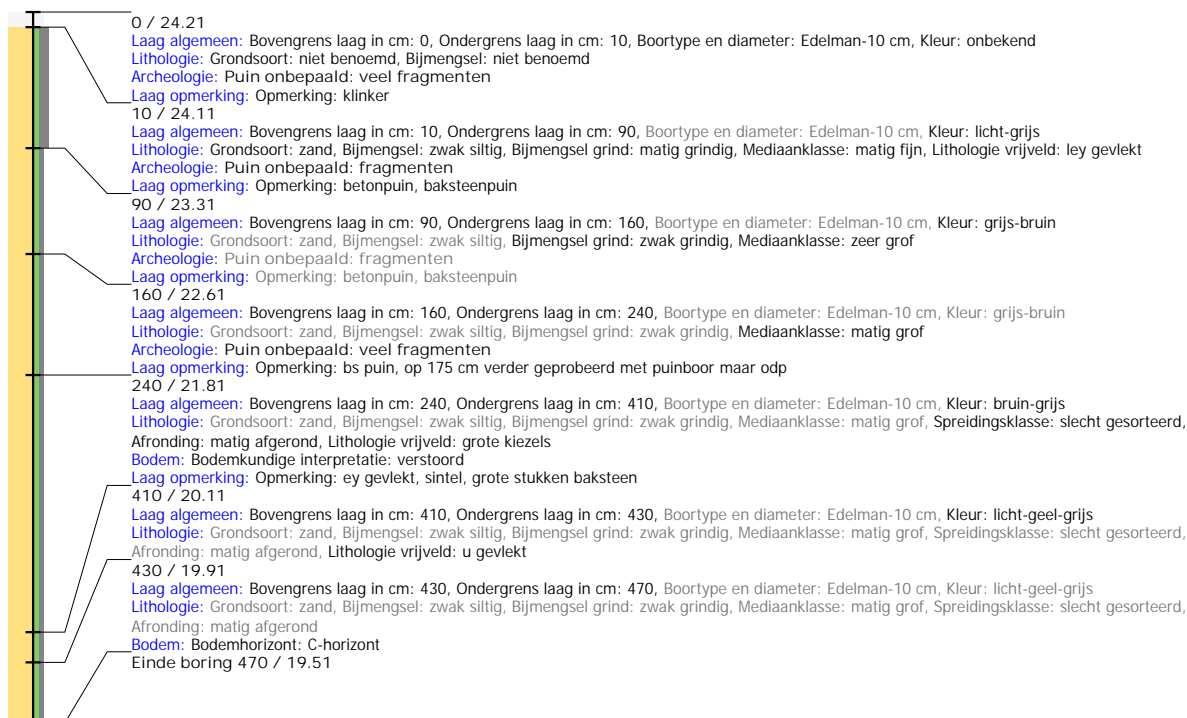 0 / 24.21
Laag algemeen: Bovengrens laag in cm: 0, Ondergrens laag in cm: 10, Boortype en diameter: Edelman-10 cm, Kleur: onbekend
Lithologie: Grondsoort: niet benoemd, Bijmengsel: niet benoemd
Archeologie: Puin onbepaald: veel fragmenten
Laag opmerking: Opmerking: klinker
10 / 24.11
Laag algemeen: Bovengrens laag in cm: 10, Ondergrens laag in cm: 90, Boortype en diameter: Edelman-10 cm, Kleur: licht-grijs
Lithologie: Grondsoort: zand, Bijmengsel: zwak siltig, Bijmengsel grind: matig grindig, Mediaanklasse: matig fijn, Lithologie vrijveld: ley gevlekt
Archeologie: Puin onbepaald: fragmenten
Laag opmerking: Opmerking: betonpuin, baksteenpuin
90 / 23.31
Laag algemeen: Bovengrens laag in cm: 90, Ondergrens laag in cm: 160, Boortype en diameter: Edelman-10 cm, Kleur: grijs-bruin
Lithologie: Grondsoort: zand, Bijmengsel: zwak siltig, Bijmengsel grind: zwak grindig, Mediaanklasse: zeer grof
Archeologie: Puin onbepaald: fragmenten
Laag opmerking: Opmerking: betonpuin, baksteenpuin
160 / 22.61
Laag algemeen: Bovengrens laag in cm: 160, Ondergrens laag in cm: 240, Boortype en diameter: Edelman-10 cm, Kleur: grijs-bruin
Lithologie: Grondsoort: zand, Bijmengsel: zwak siltig, Bijmengsel grind: zwak grindig, Mediaanklasse: matig grof
Archeologie: Puin onbepaald: veel fragmenten
Laag opmerking: Opmerking: bs puin, op 175 cm verder geprobeerd met puinboor maar odp
240 / 21.81
Laag algemeen: Bovengrens laag in cm: 240, Ondergrens laag in cm: 410, Boortype en diameter: Edelman-10 cm, Kleur: bruin-grijs
Lithologie: Grondsoort: zand, Bijmengsel: zwak siltig, Bijmengsel grind: zwak grindig, Mediaanklasse: matig grof, Spreidingsklasse: slecht gesorteerd,
Afronding: matig afgerond, Lithologie vrijveld: grote kiezels
Bodem: Bodemkundige interpretatie: verstoord
Laag opmerking: Opmerking: ey gevlekt, sintel, grote stukken baksteen
410 / 20.11
Laag algemeen: Bovengrens laag in cm: 410, Ondergrens laag in cm: 430, Boortype en diameter: Edelman-10 cm, Kleur: licht-geel-grijs
Lithologie: Grondsoort: zand, Bijmengsel: zwak siltig, Bijmengsel grind: zwak grindig, Mediaanklasse: matig grof, Spreidingsklasse: slecht gesorteerd,
Afronding: matig afgerond, Lithologie vrijveld: u gevlekt
430 / 19.91
Laag algemeen: Bovengrens laag in cm: 430, Ondergrens laag in cm: 470, Boortype en diameter: Edelman-10 cm, Kleur: licht-geel-grijs
Lithologie: Grondsoort: zand, Bijmengsel: zwak siltig, Bijmengsel grind: zwak grindig, Mediaanklasse: matig grof, Spreidingsklasse: slecht gesorteerd,
Afronding: matig afgerond
Bodem: Bodemhorizont: C-horizont
Einde boring 470 / 19.51